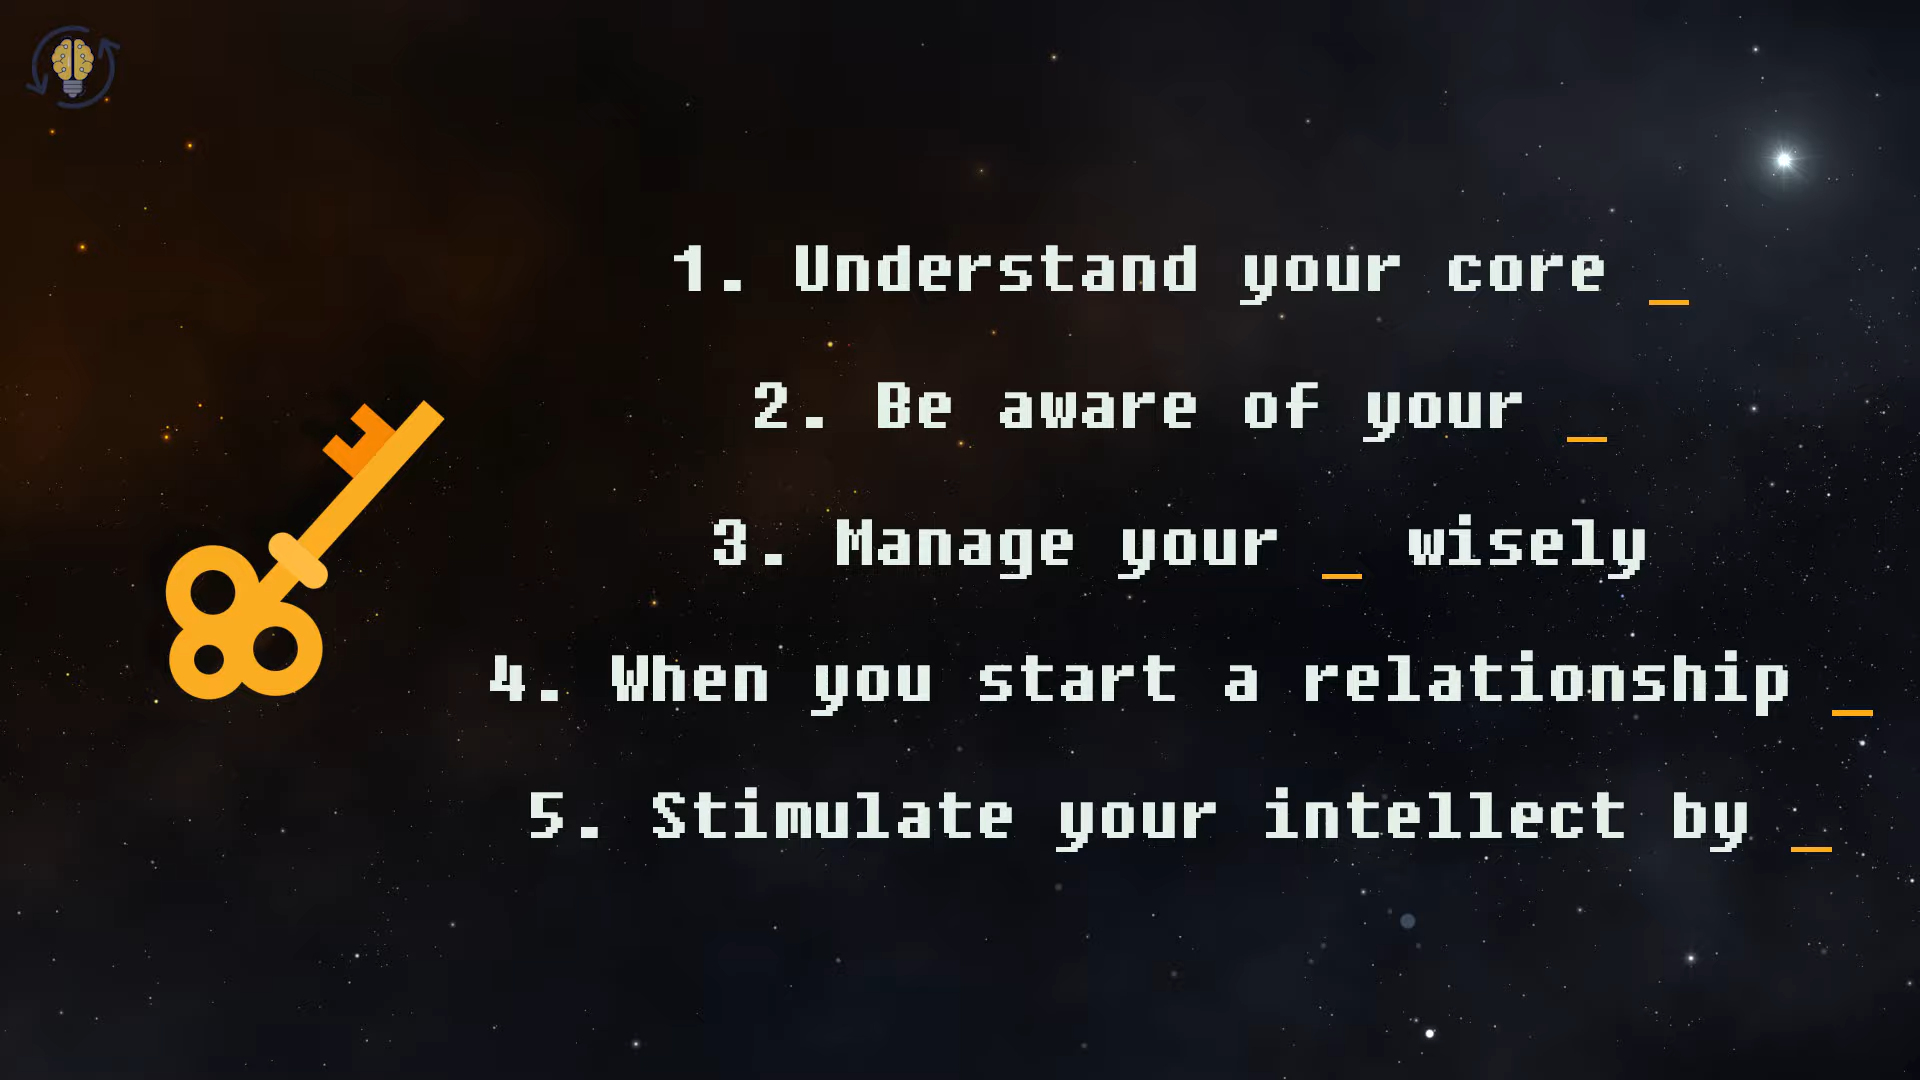 1. Understand your core _
2. Be aware of your _
3. Manage your _ wisely
4. When you start a relationship _
5. Stimulate your intellect by _